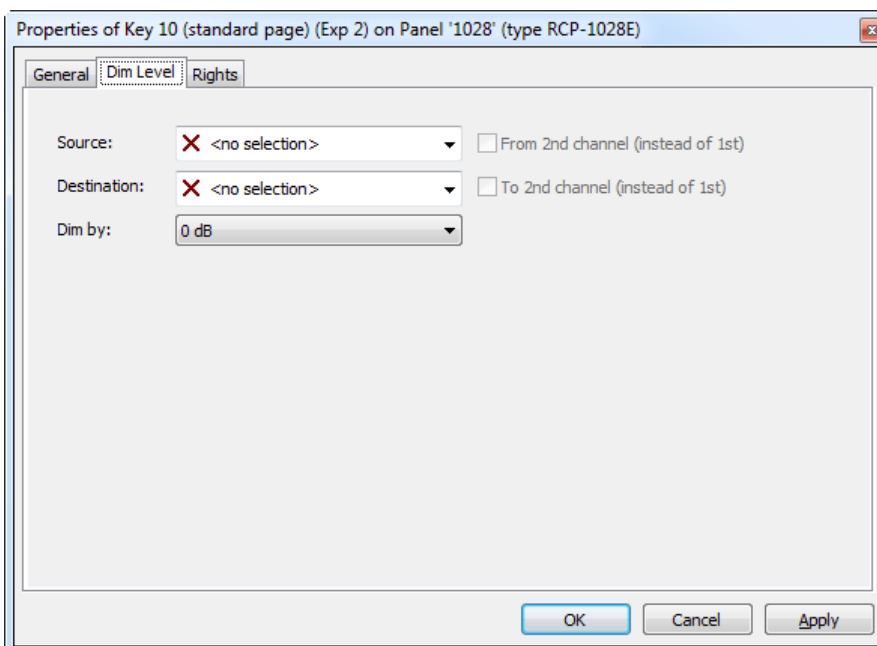 Properties of Key 10 (standard page) (Exp 2) on Panel '1028' (type RCP-1028E)
General Dim Level Rights
Source: <no selection> From 2nd channel (instead of 1st)
Destination: <no selection> To 2nd channel (instead of 1st)
Dim by: 0 dB
OK Cancel Apply